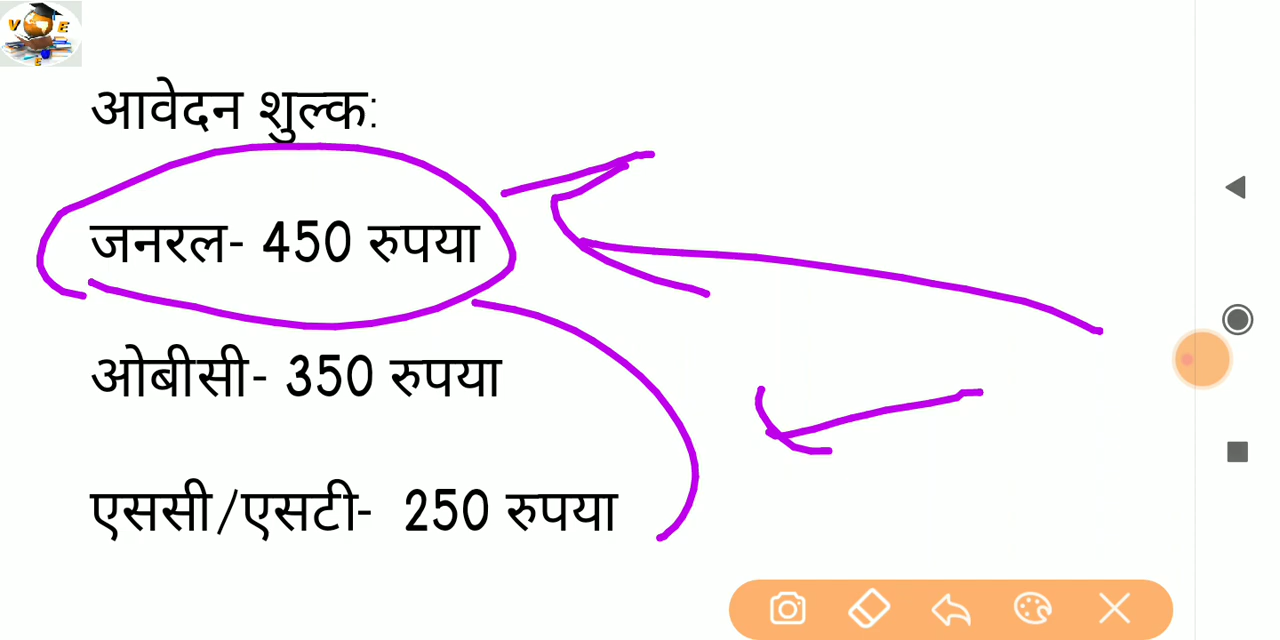 V E
E
आवेदन शुल्क:
जनरल- 450 रुपया
ओबीसी- 350 रुपया
एससी/एसटी- 250 रुपया